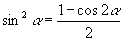 sin² α = (1 − cos 2α) / 2